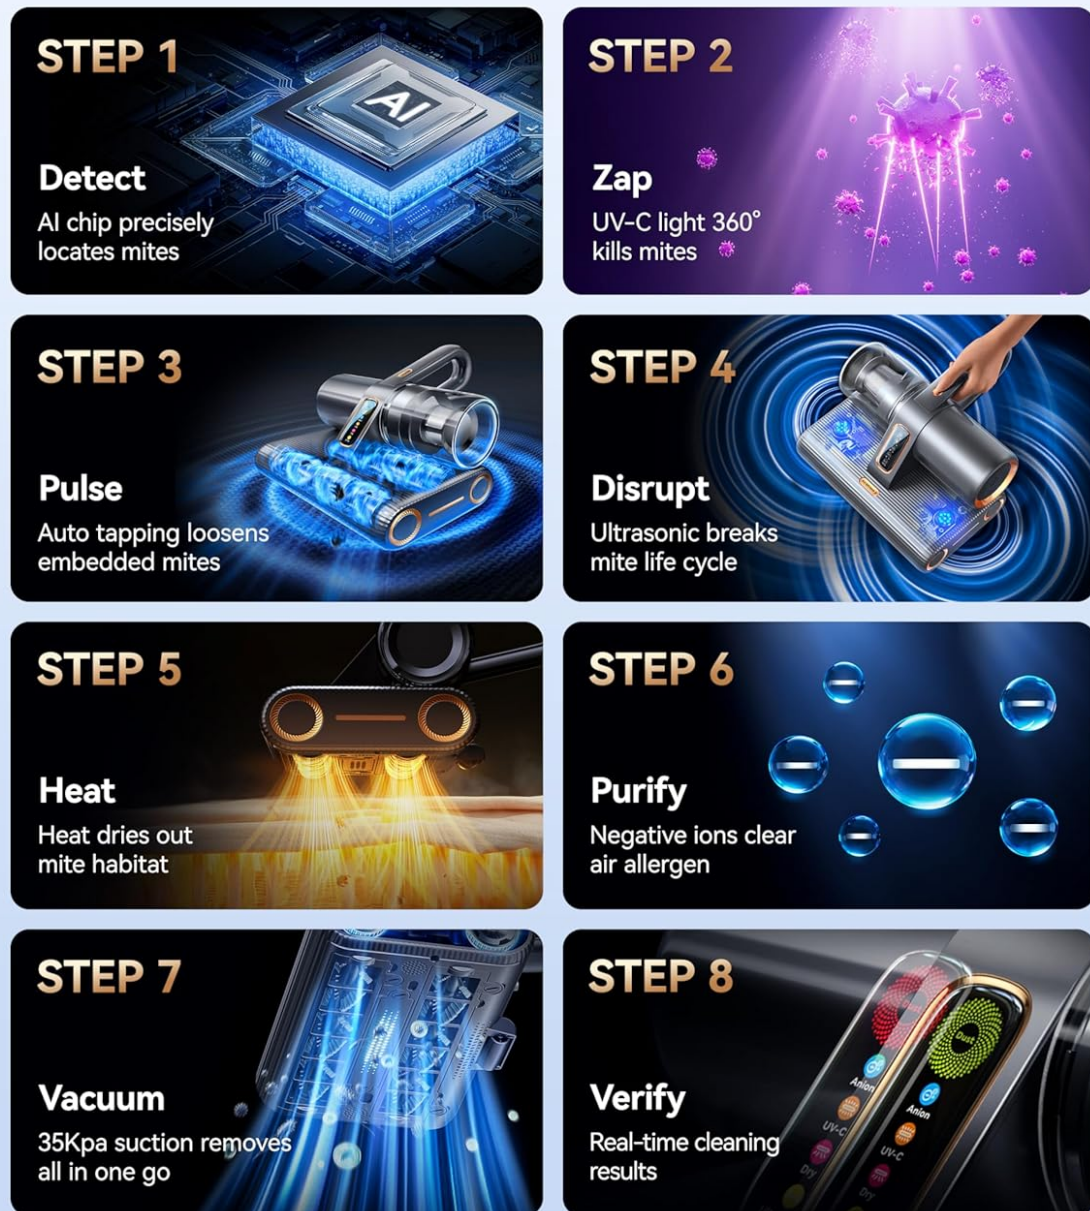 STEP 1
AI
Detect
AI chip precisely
locates mites
STEP 2
Zap
UV-C light 360°
kills mites
STEP 3
Pulse
Auto tapping loosens
embedded mites
STEP 4
Disrupt
Ultrasonic breaks
mite life cycle
STEP 5
Heat
Heat dries out
mite habitat
STEP 6
Purify
Negative ions clear
air allergen
STEP 7
Vacuum
35Kpa suction removes
all in one go
STEP 8
Verify
Real-time cleaning
results
Anion
UV-C
Dry
Dust
Anion
UV-C
Dry